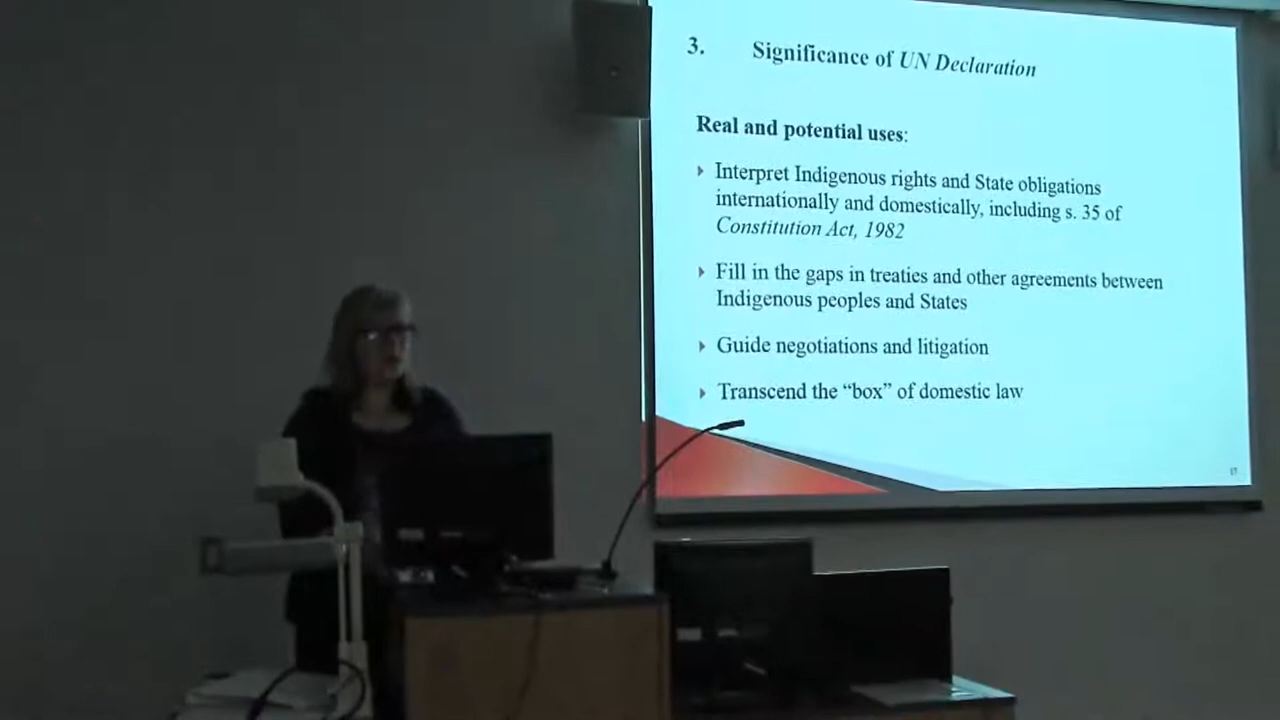 3. Significance of UN Declaration
Real and potential uses:
Interpret Indigenous rights and State obligations
internationally and domestically, including s. 35 of
Constitution Act, 1982
Fill in the gaps in treaties and other agreements between
Indigenous peoples and States
Guide negotiations and litigation
Transcend the “box” of domestic law